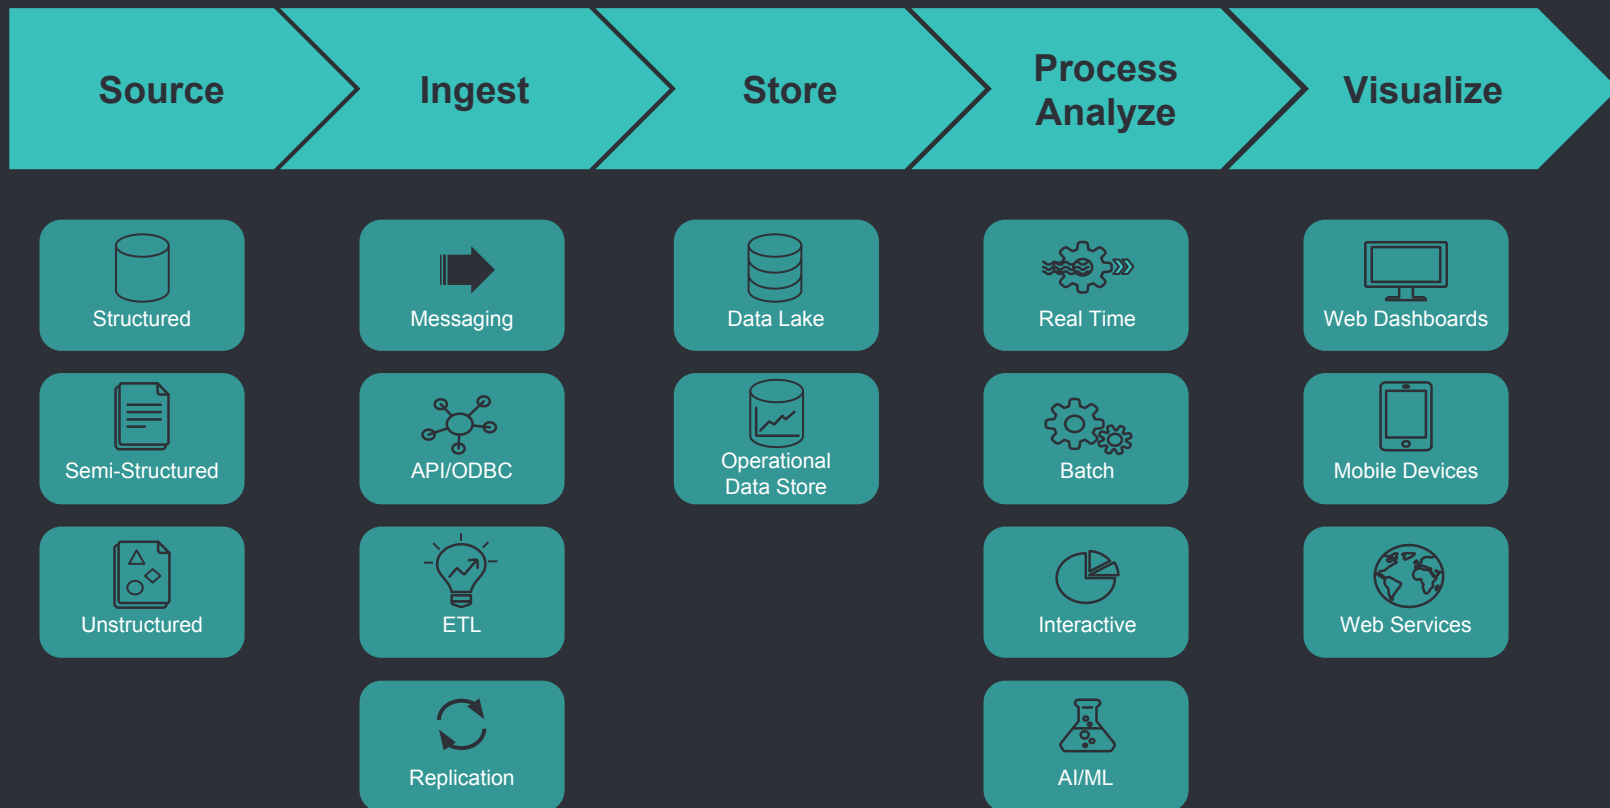 Source
Ingest
Store
Process
Analyze
Visualize
Structured
Messaging
Data Lake
Real Time
Web Dashboards
Semi-Structured
API/ODBC
Operational
Data Store
Batch
Mobile Devices
Unstructured
ETL
Interactive
Web Services
Replication
AI/ML